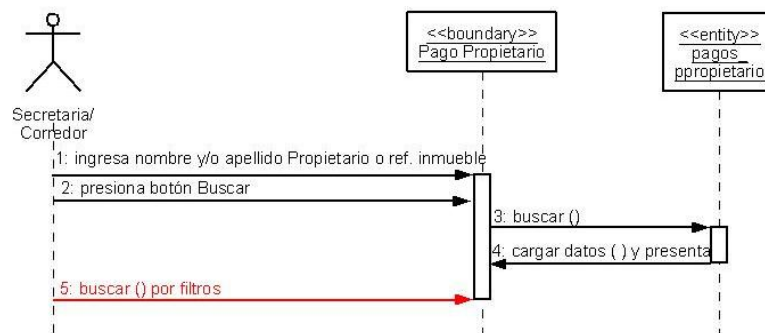 <<boundary>>
Pago Propietario
<<entity>>
pagos_
ppropietario
Secretaria/
Corredor
1: ingresa nombre y/o apellido Propietario o ref. inmueble
2: presiona botón Buscar
3: buscar ()
4: cargar datos ( ) y presenta
5: buscar () por filtros